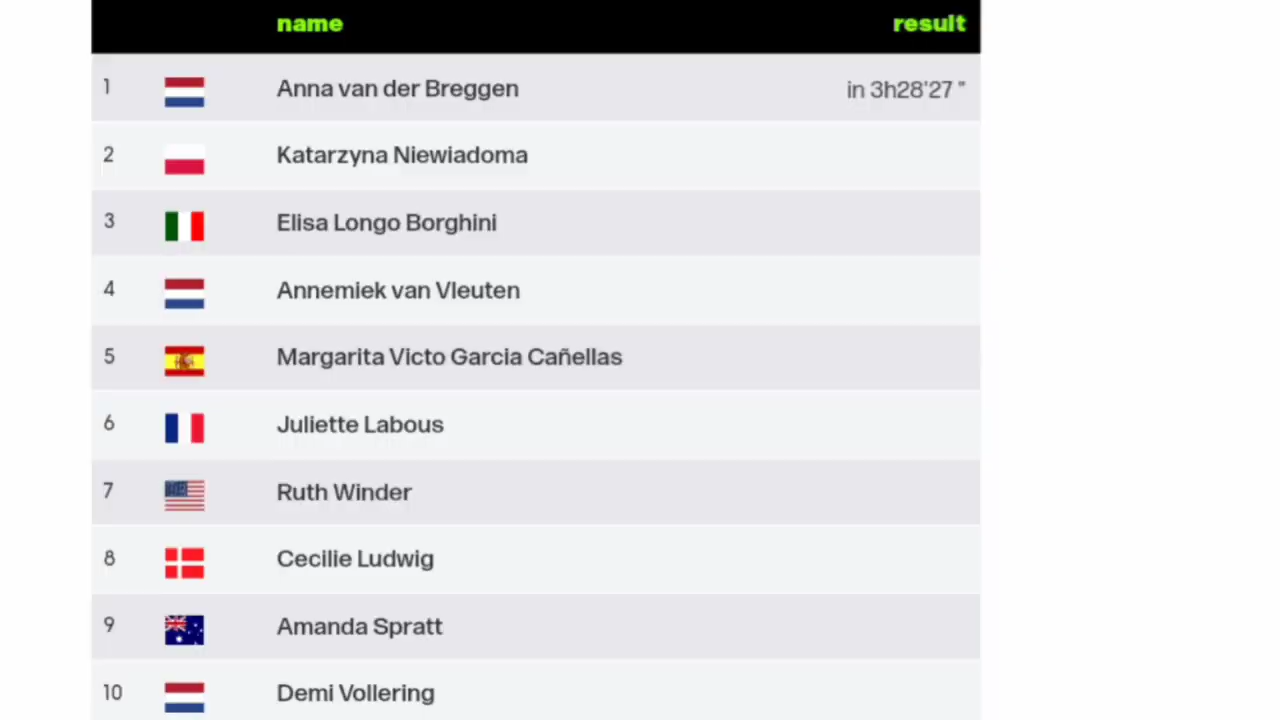 name result
1 Anna van der Breggen in 3h28'27 "
2 Katarzyna Niewiadoma
3 Elisa Longo Borghini
4 Annemiek van Vleuten
5 Margarita Victo Garcia Cañellas
6 Juliette Labous
7 Ruth Winder
8 Cecilie Ludwig
9 Amanda Spratt
10 Demi Vollering